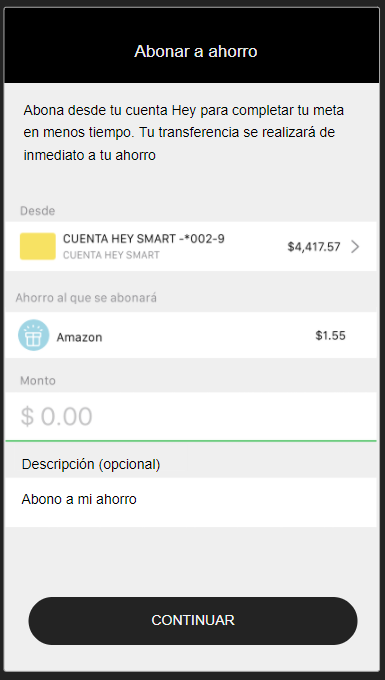 Abonar a ahorro
Abona desde tu cuenta Hey para completar tu meta
en menos tiempo. Tu transferencia se realizará de
inmediato a tu ahorro
Desde
CUENTA HEY SMART -*002-9
$4,417.57
CUENTA HEY SMART
Ahorro al que se abonará
Amazon
$1.55
Monto
$ 0.00
Descripción (opcional)
Abono a mi ahorro
CONTINUAR